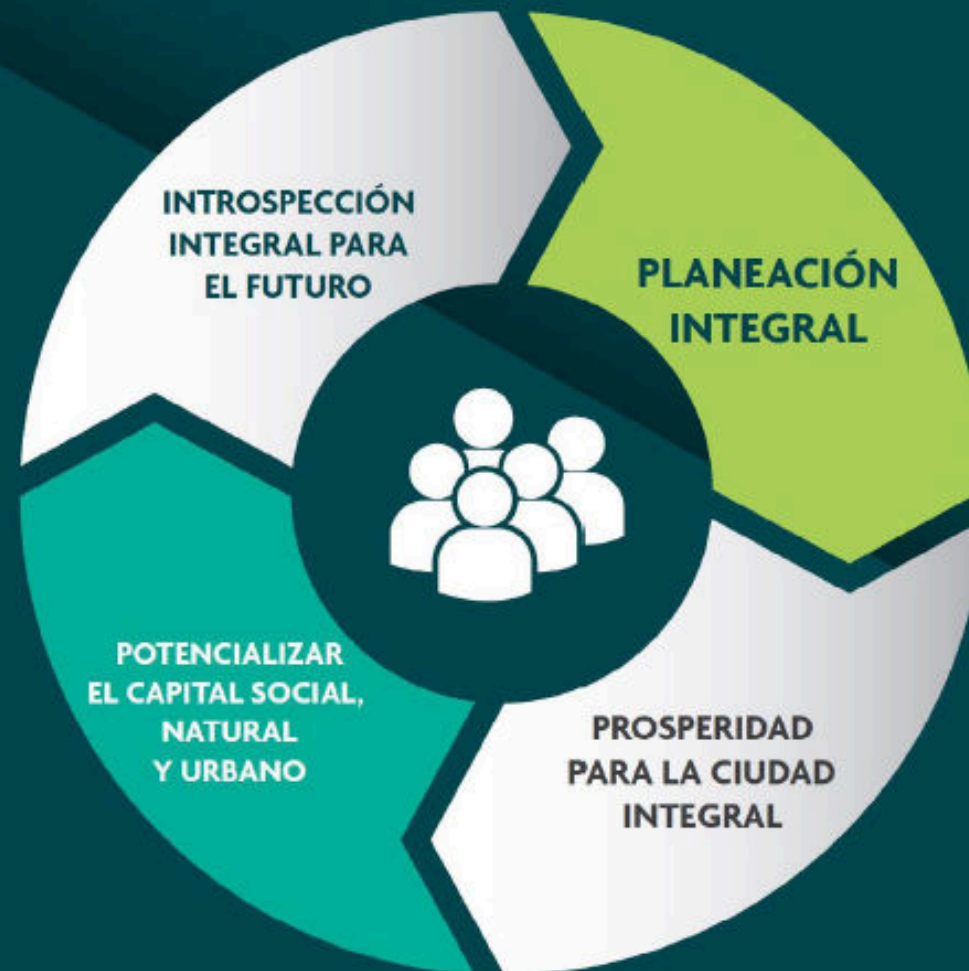 INTROSPECCIÓN
INTEGRAL PARA
EL FUTURO
PLANEACIÓN
INTEGRAL
PROSPERIDAD
PARA LA CIUDAD
INTEGRAL
POTENCIALIZAR
EL CAPITAL SOCIAL,
NATURAL
Y URBANO